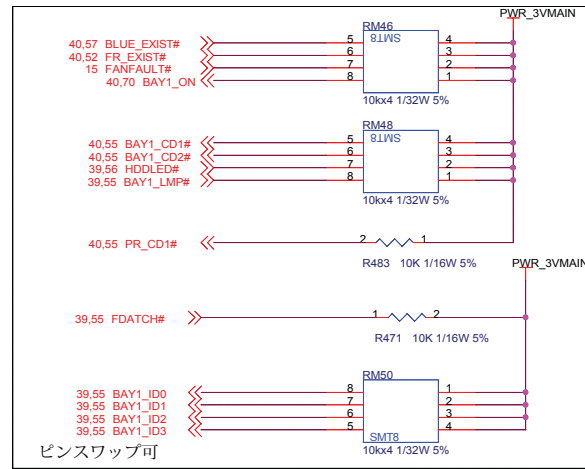 PWR_3VMAIN
RM46
40,57 BLUE_EXIST# 5 SMT8 4
40,52 FR_EXIST# 6 3
15 FANFAULT# 7 2
40,70 BAY1_ON 8 1
10kx4 1/32W 5%
RM48
40,55 BAY1_CD1# 5 SMT8 4
40,55 BAY1_CD2# 6 3
39,56 HDDLED# 7 2
39,55 BAY1_LMP# 8 1
10kx4 1/32W 5%
40,55 PR_CD1# 2 1
R483 10K 1/16W 5%
PWR_3VMAIN
39,55 FDATCH# 1 2
R471 10K 1/16W 5%
RM50
39,55 BAY1_ID0 8 1
39,55 BAY1_ID1 7 2
39,55 BAY1_ID2 6 3
39,55 BAY1_ID3 5 4
SMT8
ピンスワップ可 10kx4 1/32W 5%